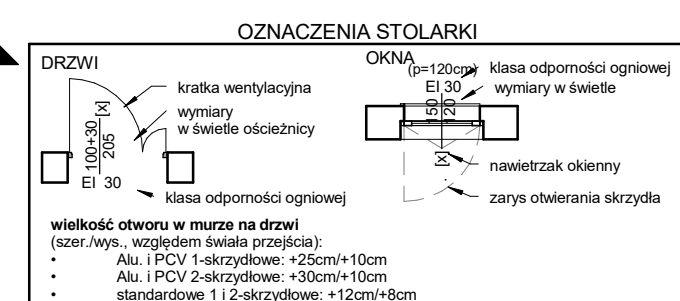 OZNACZENIA STOLARKI
DRZWI
kratka wentylacyjna
wymiary
w świetle ościeżnicy
100+30
205
[x]
EI 30
klasa odporności ogniowej
OKNA
(p=120cm)
klasa odporności ogniowej
EI 30
wymiary w świetle
150
120
[x]
nawietrzak okienny
zarys otwierania skrzydła
wielkość otworu w murze na drzwi
(szer./wys., względem świała przejścia):
• Alu. i PCV 1-skrzydłowe: +25cm/+10cm
• Alu. i PCV 2-skrzydłowe: +30cm/+10cm
• standardowe 1 i 2-skrzydłowe: +12cm/+8cm